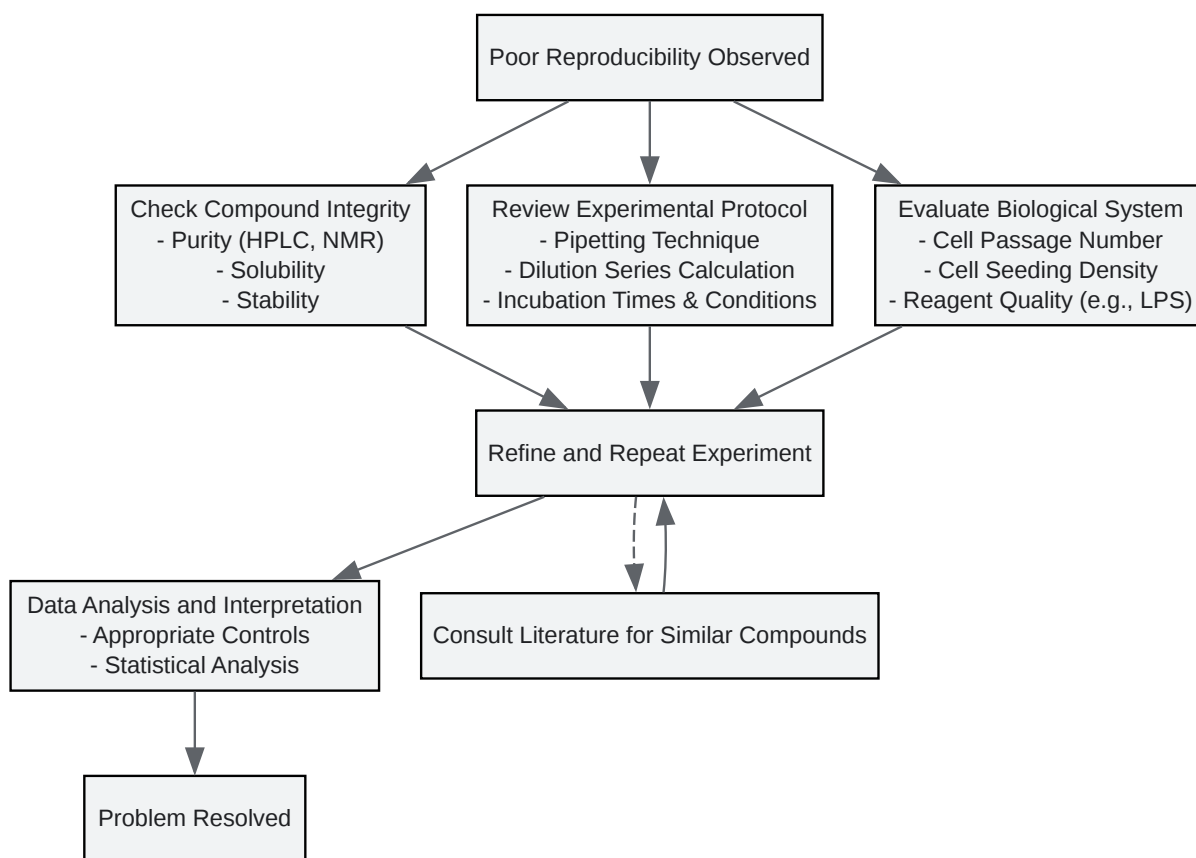 Poor Reproducibility Observed
Check Compound Integrity
- Purity (HPLC, NMR)
- Solubility
- Stability
Review Experimental Protocol
- Pipetting Technique
- Dilution Series Calculation
- Incubation Times & Conditions
Evaluate Biological System
- Cell Passage Number
- Cell Seeding Density
- Reagent Quality (e.g., LPS)
Refine and Repeat Experiment
Data Analysis and Interpretation
- Appropriate Controls
- Statistical Analysis
Consult Literature for Similar Compounds
Problem Resolved